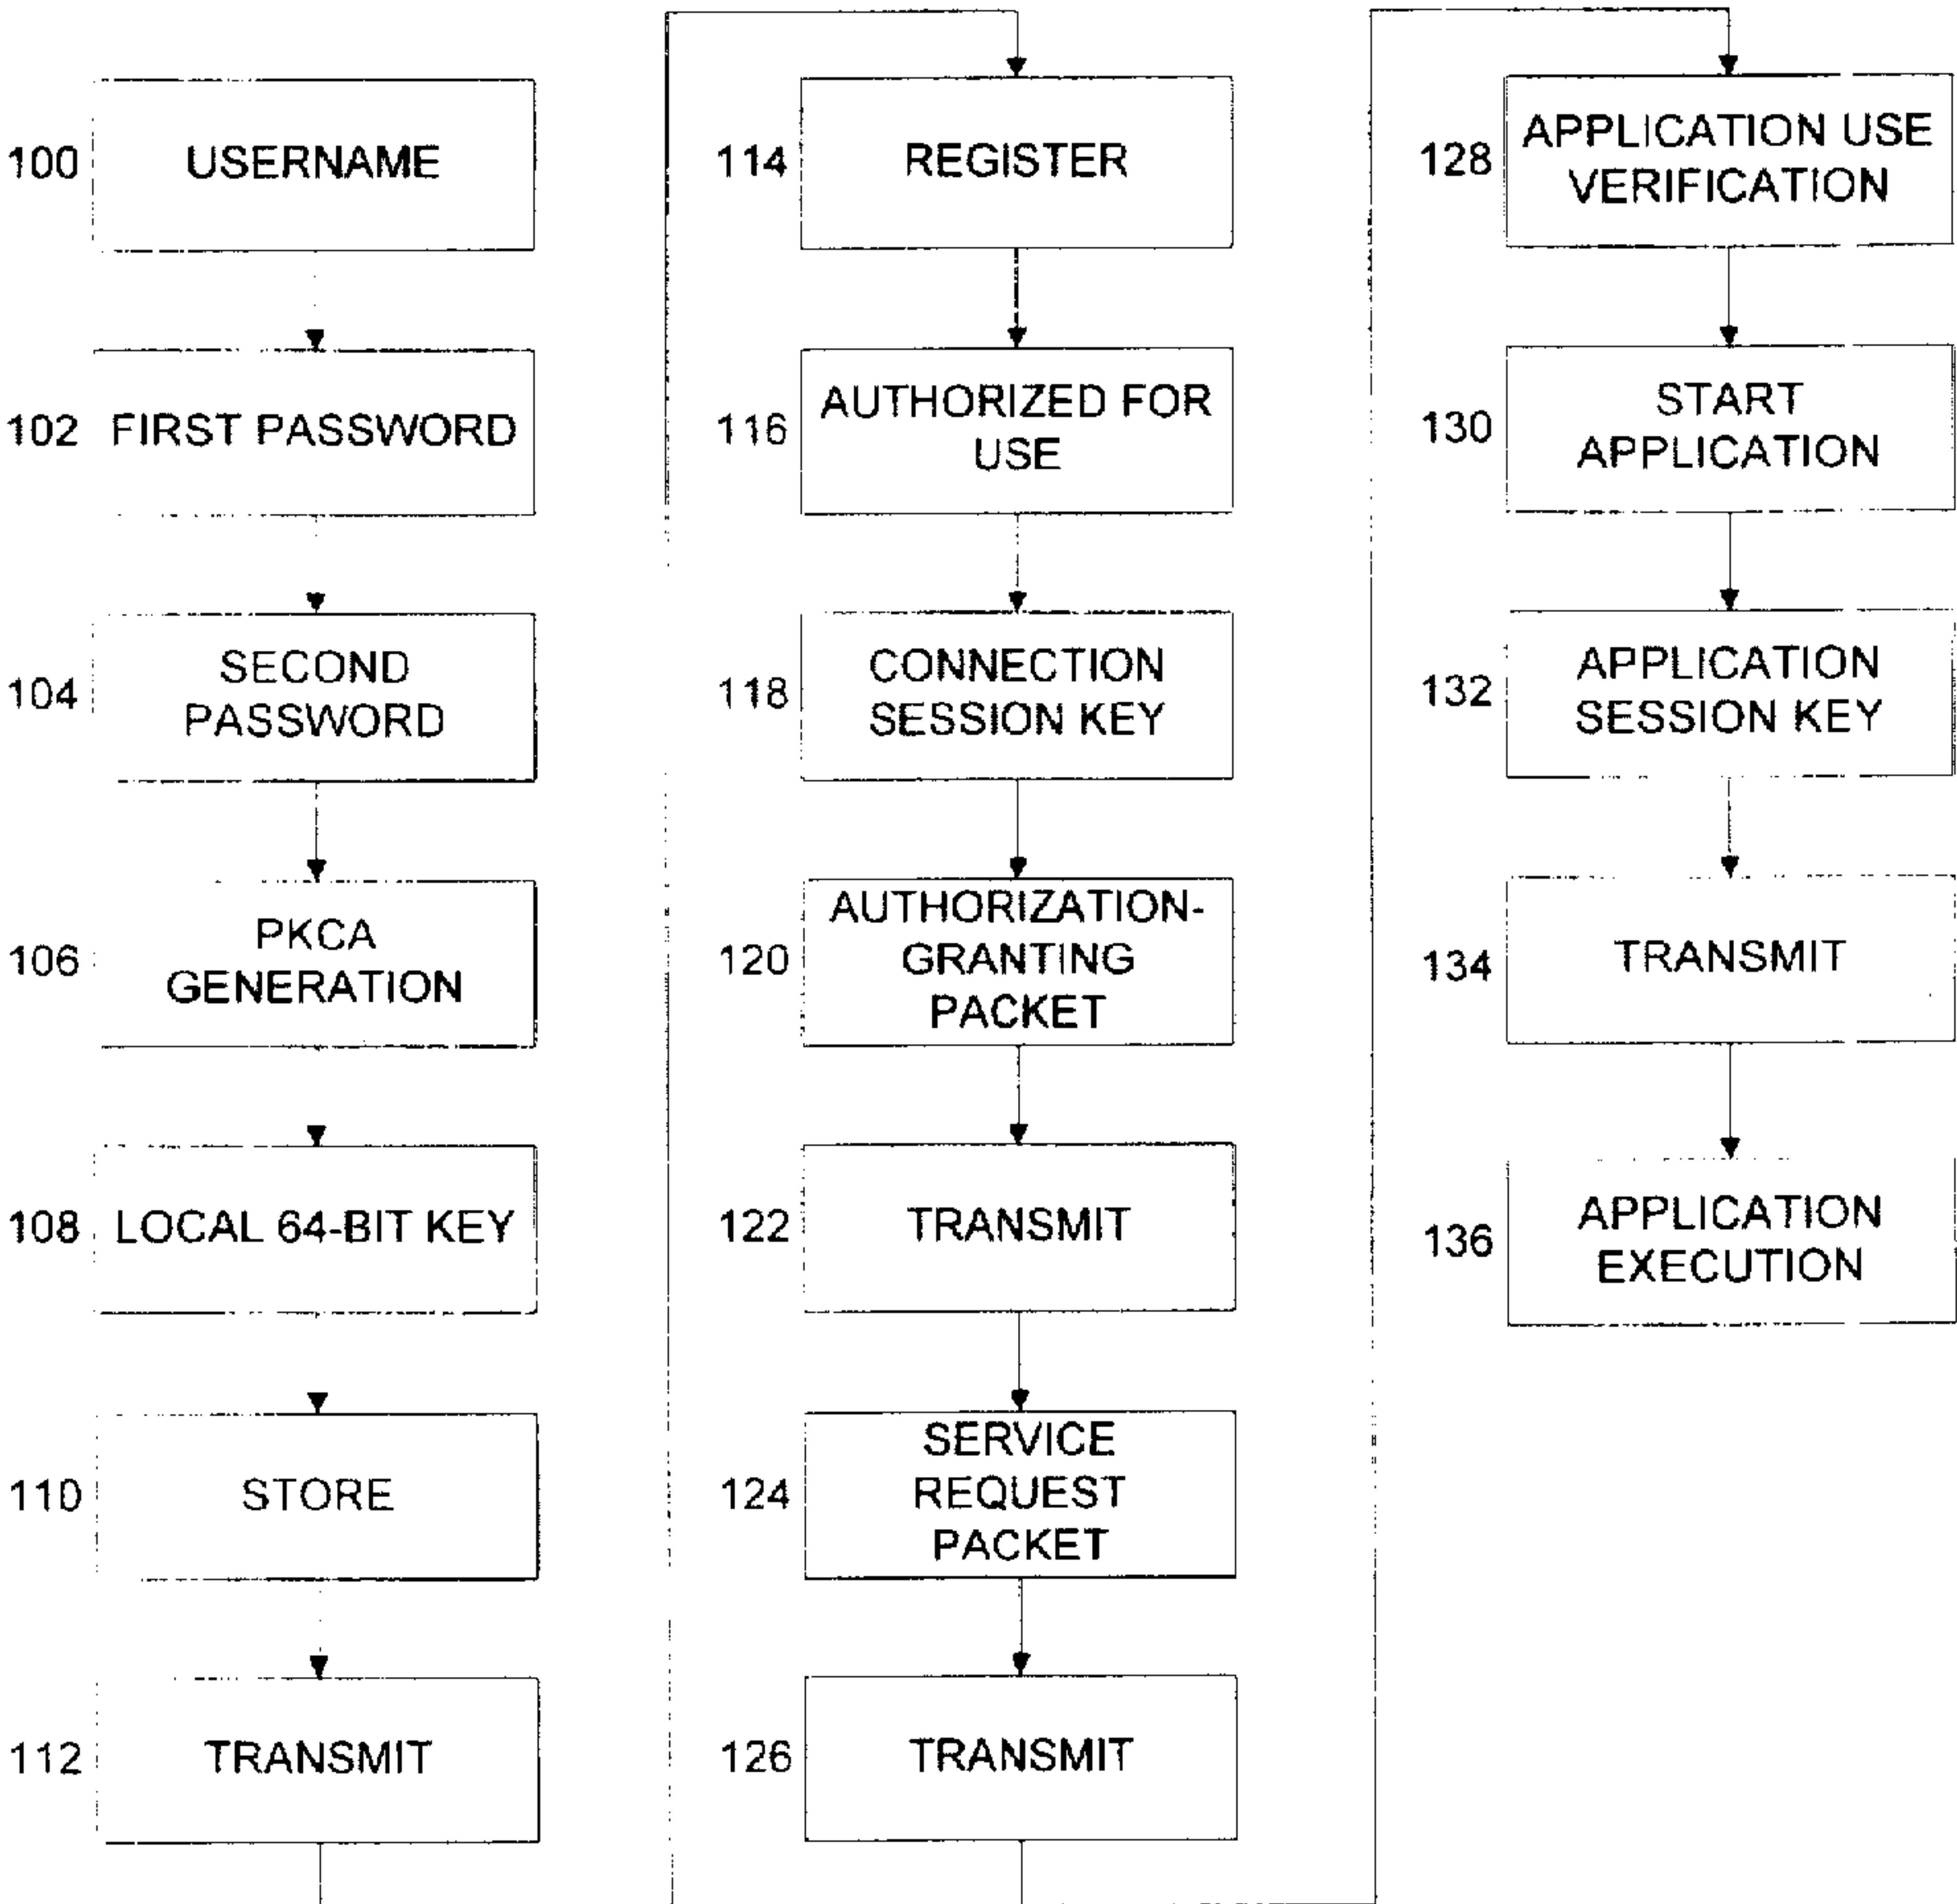 100
USERNAME
102
FIRST PASSWORD
104
SECOND
PASSWORD
106
PKCA
GENERATION
108
LOCAL 64-BIT KEY
110
STORE
112
TRANSMIT
114
REGISTER
116
AUTHORIZED FOR
USE
118
CONNECTION
SESSION KEY
120
AUTHORIZATION-
GRANTING
PACKET
122
TRANSMIT
124
SERVICE
REQUEST
PACKET
126
TRANSMIT
128
APPLICATION USE
VERIFICATION
130
START
APPLICATION
132
APPLICATION
SESSION KEY
134
TRANSMIT
136
APPLICATION
EXECUTION